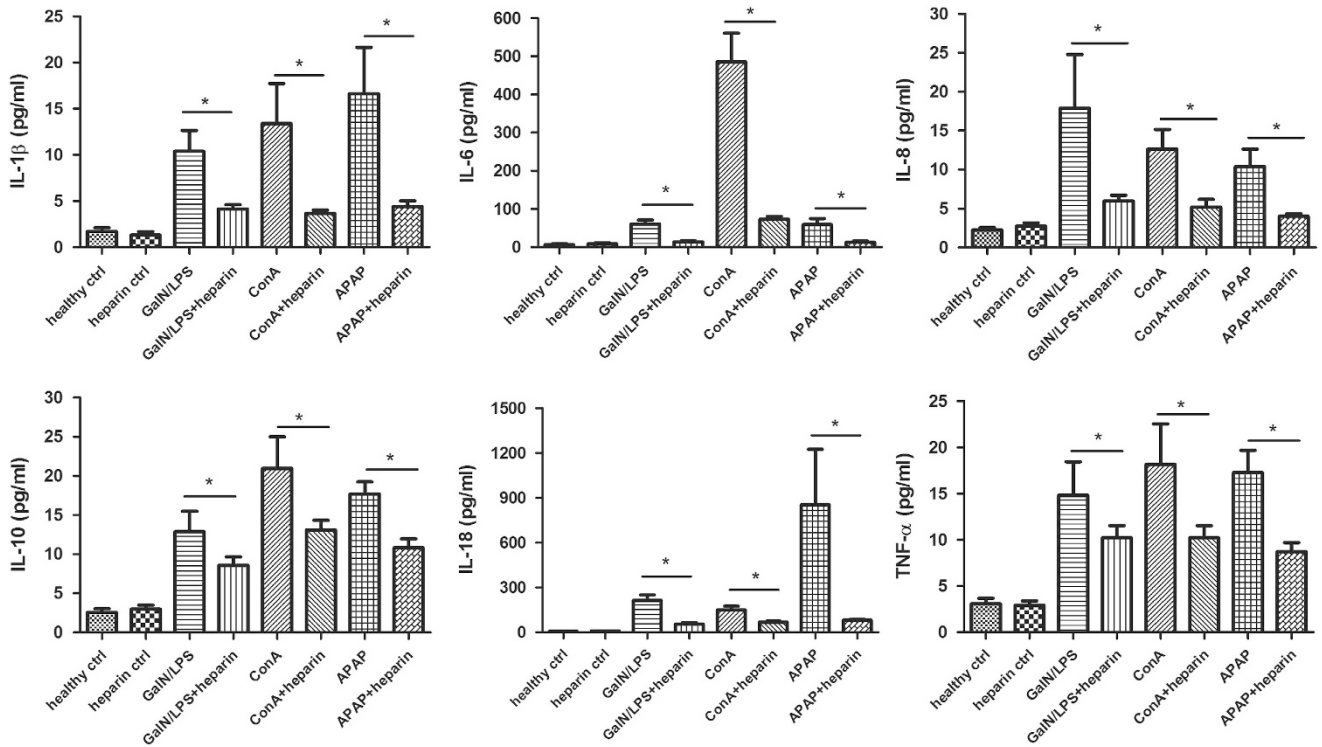 IL-1β (pg/ml)
25
20
15
10
5
0
*
*
*
healthy ctrl
heparin ctrl
GalN/LPS
GalN/LPS+heparin
ConA
ConA+heparin
APAP
APAP+heparin
IL-6 (pg/ml)
600
500
400
300
200
100
0
*
*
*
healthy ctrl
heparin ctrl
GalN/LPS
GalN/LPS+heparin
ConA
ConA+heparin
APAP
APAP+heparin
IL-8 (pg/ml)
30
25
20
15
10
5
0
*
*
*
healthy ctrl
heparin ctrl
GalN/LPS
GalN/LPS+heparin
ConA
ConA+heparin
APAP
APAP+heparin
IL-10 (pg/ml)
30
25
20
15
10
5
0
*
*
*
healthy ctrl
heparin ctrl
GalN/LPS
GalN/LPS+heparin
ConA
ConA+heparin
APAP
APAP+heparin
IL-18 (pg/ml)
1500
1200
900
600
300
0
*
*
*
healthy ctrl
heparin ctrl
GalN/LPS
GalN/LPS+heparin
ConA
ConA+heparin
APAP
APAP+heparin
TNF-α (pg/ml)
25
20
15
10
5
0
*
*
*
healthy ctrl
heparin ctrl
GalN/LPS
GalN/LPS+heparin
ConA
ConA+heparin
APAP
APAP+heparin